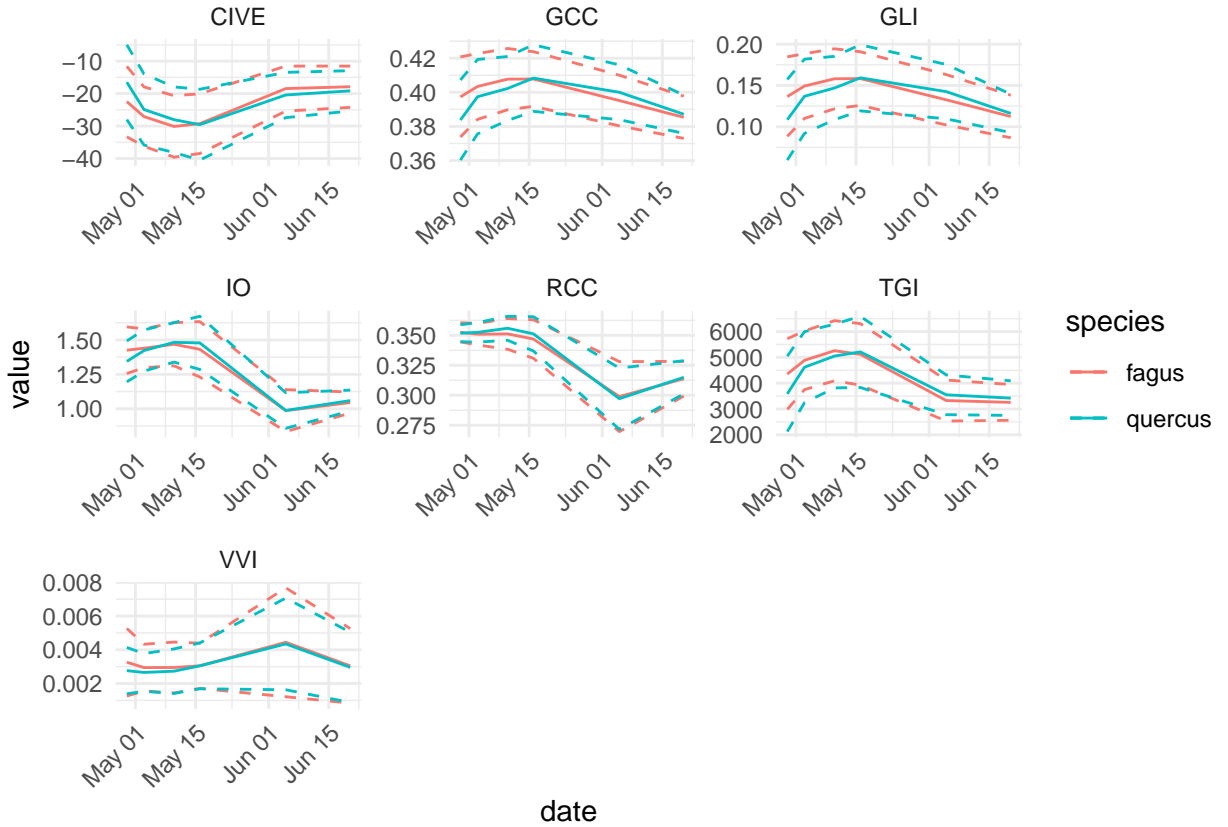 CIVE
GCC
GLI
−10
−20
−30
−40
0.42
0.40
0.38
0.36
0.20
0.15
0.10
May 01
May 15
Jun 01
Jun 15
May 01
May 15
Jun 01
Jun 15
May 01
May 15
Jun 01
Jun 15
IO
RCC
TGI
1.50
1.25
1.00
0.350
0.325
0.300
0.275
6000
5000
4000
3000
2000
May 01
May 15
Jun 01
Jun 15
May 01
May 15
Jun 01
Jun 15
May 01
May 15
Jun 01
Jun 15
VVI
0.008
0.006
0.004
0.002
May 01
May 15
Jun 01
Jun 15
value
date
species
fagus
quercus